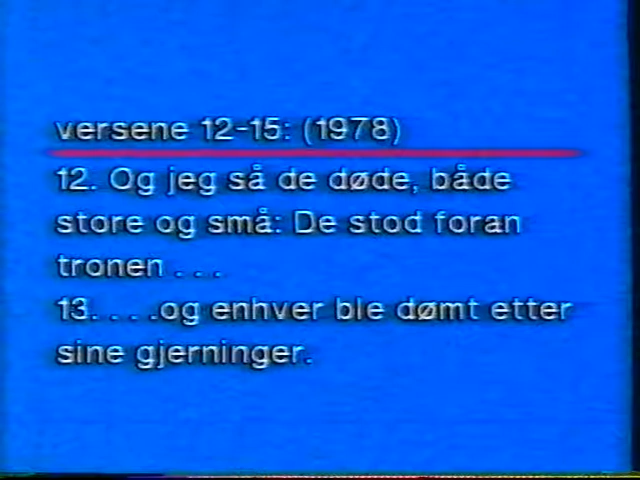 versene 12-15: (1978)
12. Og jeg så de døde, både
store og små: De stod foran
tronen . . .
13. . . .og enhver ble dømt etter
sine gjerninger.